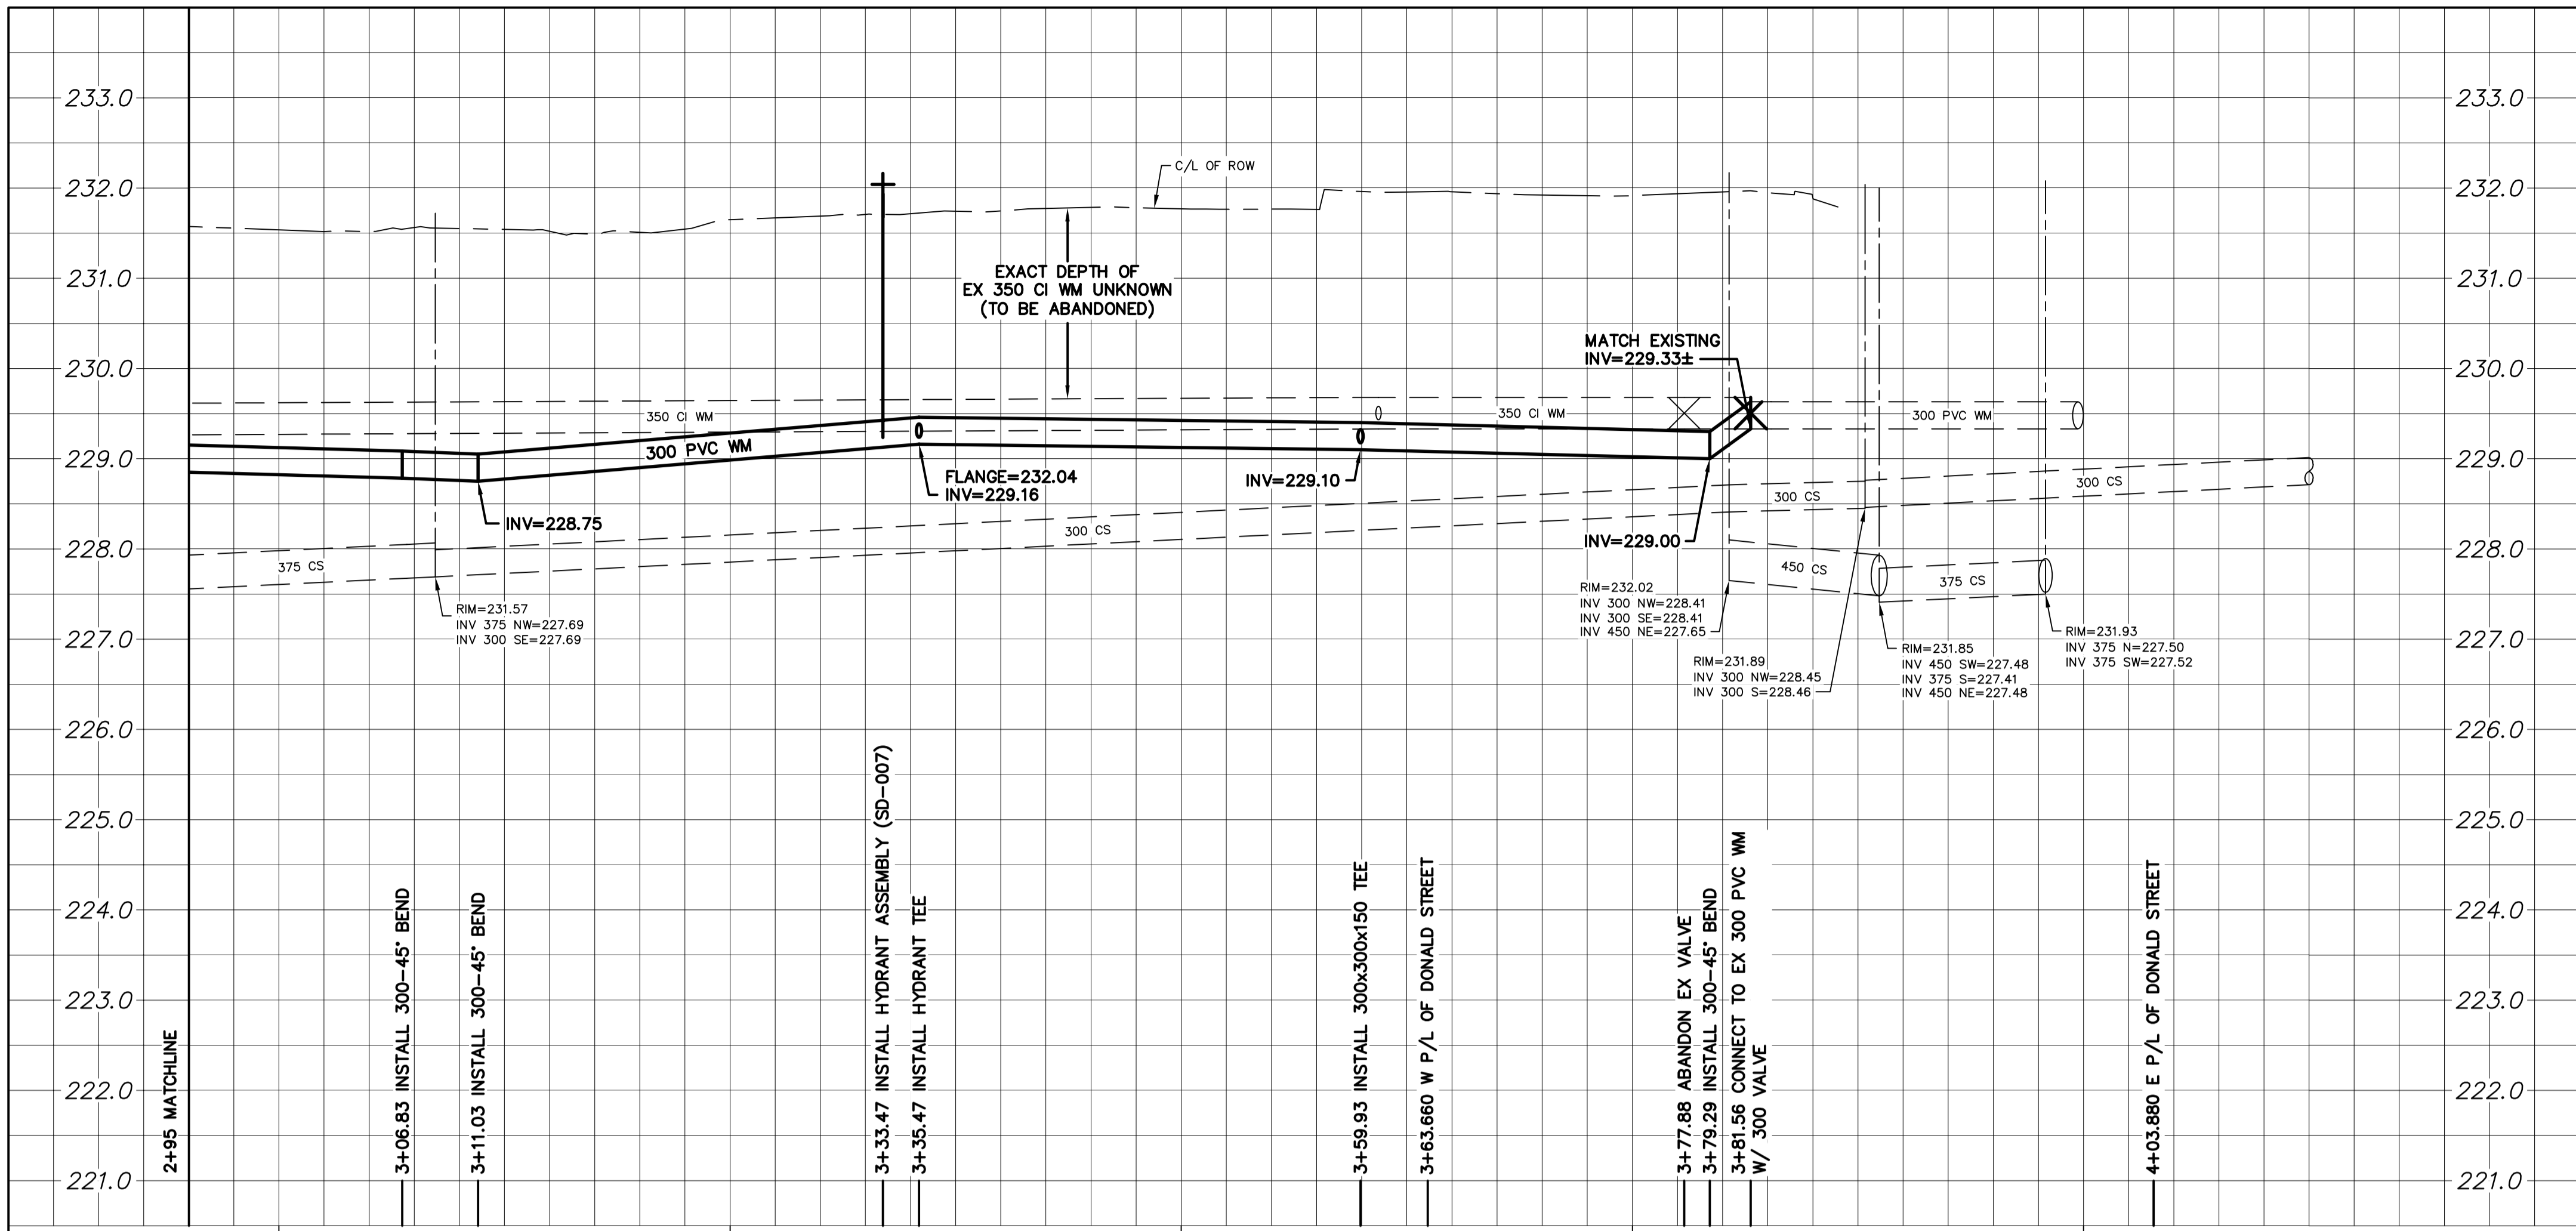 233.0
233.0
C/L OF ROW
232.0
232.0
231.0
231.0
EXACT DEPTH OF
EX 350 CI WM UNKNOWN
(TO BE ABANDONED)
MATCH EXISTING
INV=229.33±
230.0
230.0
350 CI WM
350 CI WM
300 PVC WM
300 PVC WM
229.0
229.0
FLANGE=232.04
INV=229.16
INV=229.10
300 CS
300 CS
INV=228.75
300 CS
INV=229.00
228.0
228.0
375 CS
450 CS
375 CS
RIM=231.57
INV 375 NW=227.69
INV 300 SE=227.69
RIM=232.02
INV 300 NW=228.41
INV 300 SE=228.41
INV 450 NE=227.65
227.0
227.0
RIM=231.89
INV 300 NW=228.45
INV 300 S=228.46
RIM=231.85
INV 450 SW=227.48
INV 375 S=227.41
INV 450 NE=227.48
RIM=231.93
INV 375 N=227.50
INV 375 SW=227.52
226.0
226.0
225.0
225.0
224.0
224.0
223.0
223.0
222.0
222.0
221.0
221.0
2+95 MATCHLINE
3+06.83 INSTALL 300-45° BEND
3+11.03 INSTALL 300-45° BEND
3+33.47 INSTALL HYDRANT ASSEMBLY (SD-007)
3+35.47 INSTALL HYDRANT TEE
3+59.93 INSTALL 300x300x150 TEE
3+63.660 W P/L OF DONALD STREET
3+77.88 ABANDON EX VALVE
3+79.29 INSTALL 300-45° BEND
3+81.56 CONNECT TO EX 300 PVC WM
W/ 300 VALVE
4+03.880 E P/L OF DONALD STREET